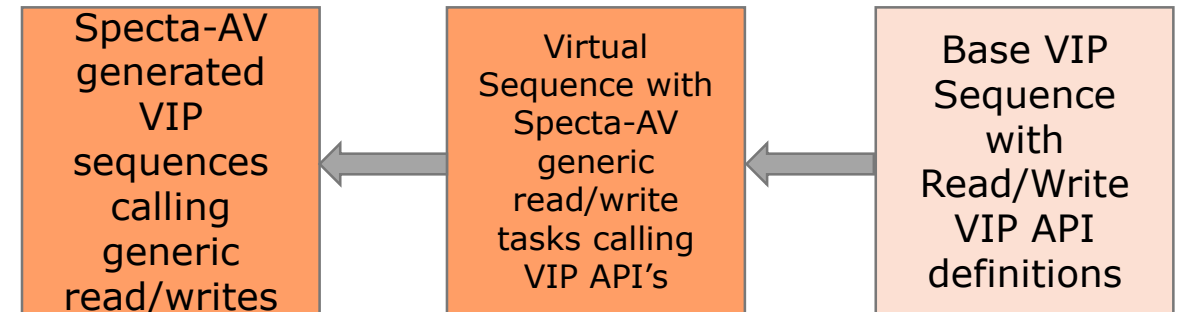 Specta-AV
generated
VIP
sequences
calling
generic
read/writes
Virtual
Sequence with
Specta-AV
generic
read/write
tasks calling
VIP API’s
Base VIP
Sequence
with
Read/Write
VIP API
definitions